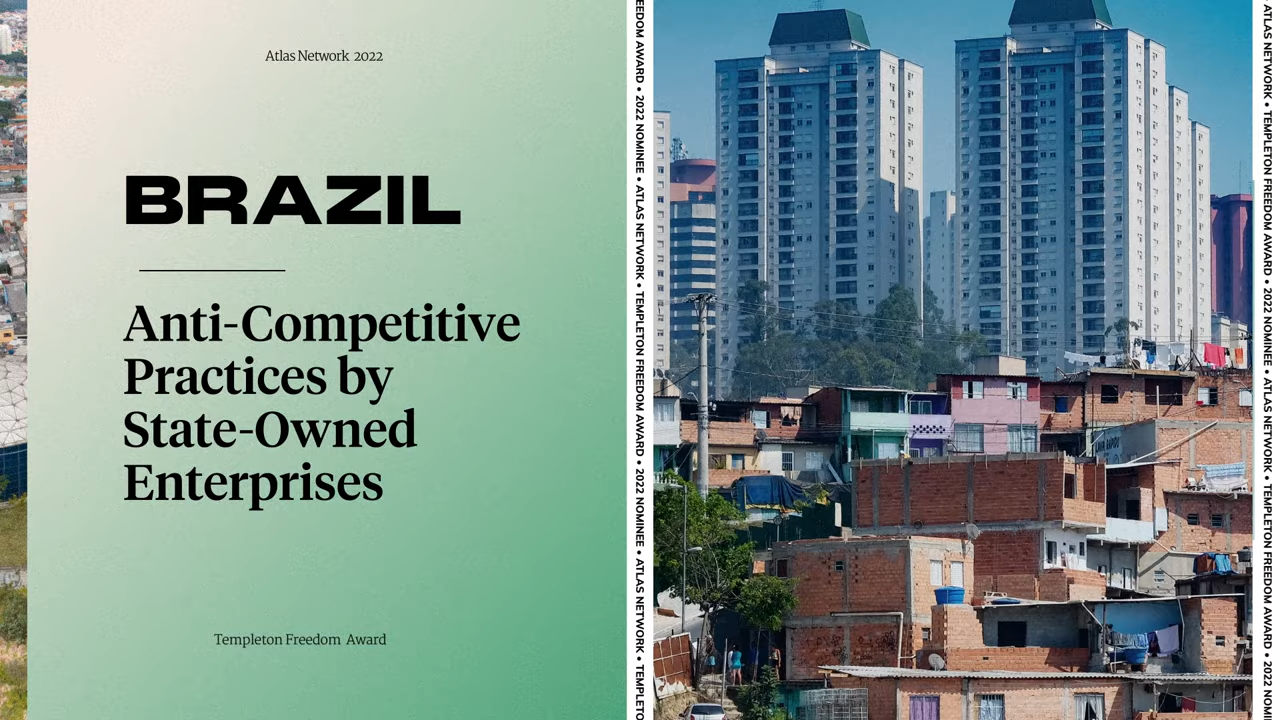 Atlas Network 2022
BRAZIL
Anti-Competitive
Practices by
State-Owned
Enterprises
Templeton Freedom Award
EEDOM AWARD • 2022 NOMINEE • ATLAS NETWORK • TEMPLETON FREEDOM AWARD • 2022 NOMINEE • ATLAS NETWORK • TEMPLETO
• ATLAS NETWORK • TEMPLETON FREEDOM AWARD • 2022 NOMINEE • ATLAS NETWORK • TEMPLETON FREEDOM AWARD • 2022 NOM